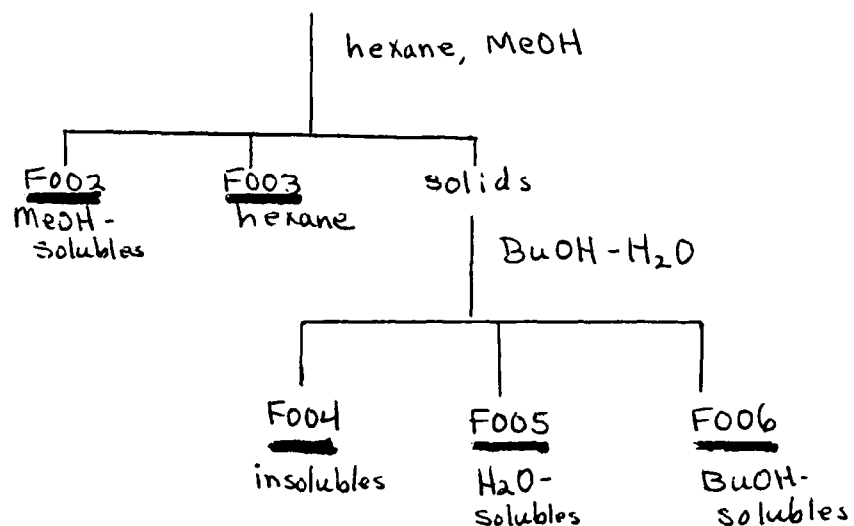 hexane, MeOH
F002
MeOH-
solubles
F003
hexane
solids
BuOH-H₂O
F004
insolubles
F005
H₂O-
solubles
F006
BuOH-
solubles